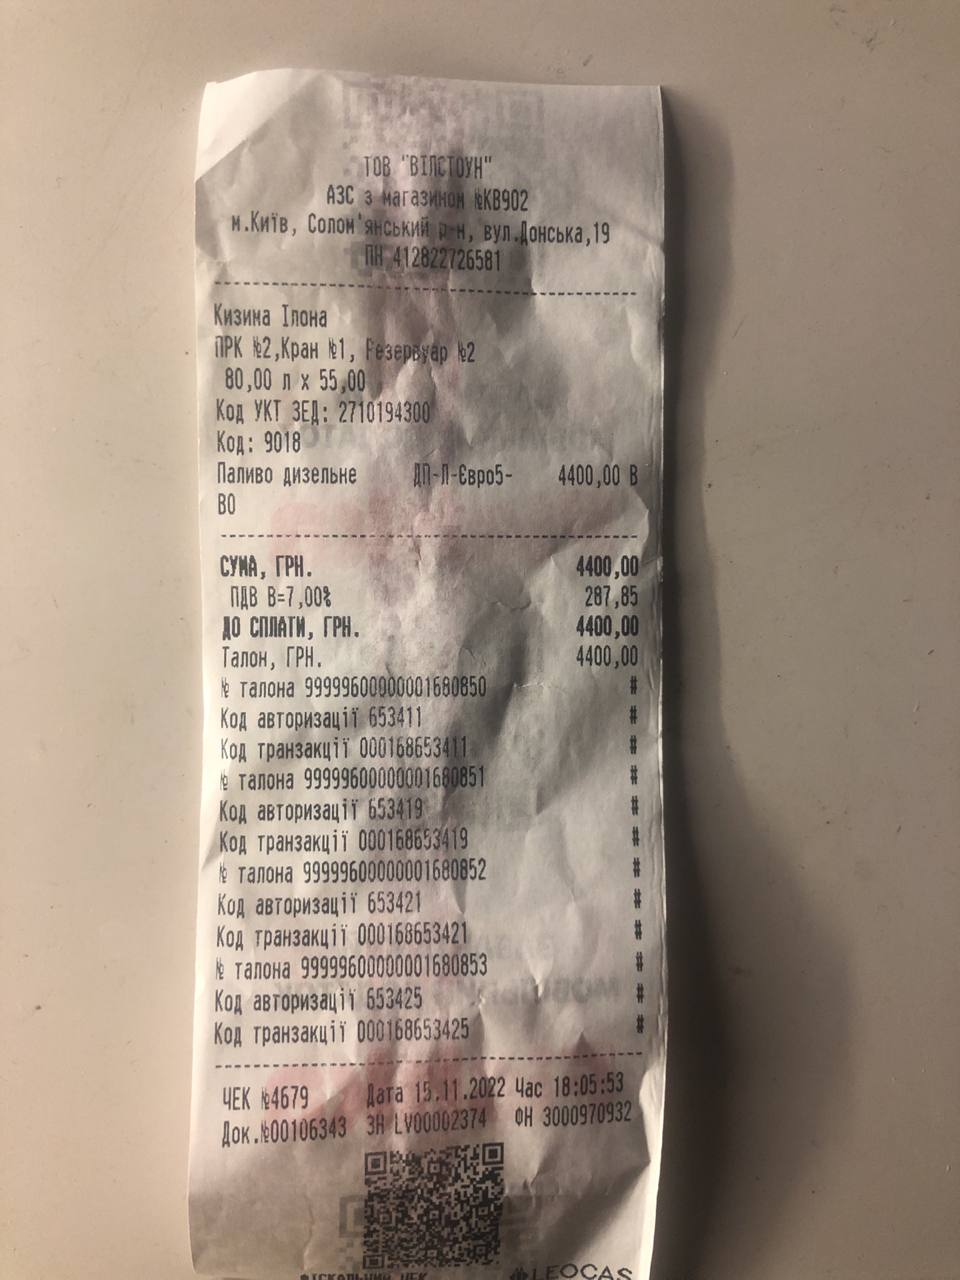 ТОВ "ВІЛСТОУН"
АЗС з магазином №КВ902
м.Київ, Солом'янський р-н, вул.Донська,19
ПН 412822726581
Кизима Ілона
ПРК №2,Кран №1, Резервуар №2
80,00 л х 55,00
Код УКТ ЗЕД: 2710194300
Код: 9018
Паливо дизельне ДП-Л-Євро5- 4400,00 В
ВО
СУМА, ГРН. 4400,00
ПДВ В=7,00% 287,85
ДО СПЛАТИ, ГРН. 4400,00
Талон, ГРН. 4400,00
№ талона 99999600000001680850 #
Код авторизації 653411 #
Код транзакції 000168653411 #
№ талона 99999600000001680851 #
Код авторизації 653419 #
Код транзакції 000168653419 #
№ талона 99999600000001680852 #
Код авторизації 653421 #
Код транзакції 000168653421 #
№ талона 99999600000001680853 #
Код авторизації 653425 #
Код транзакції 000168653425 #
ЧЕК №4679 Дата 15.11.2022 Час 18:05:53
Док.№00106343 ЗН LV00002374 ФН 3000970932
ФІСКАЛЬНИЙ ЧЕК LEOCAS